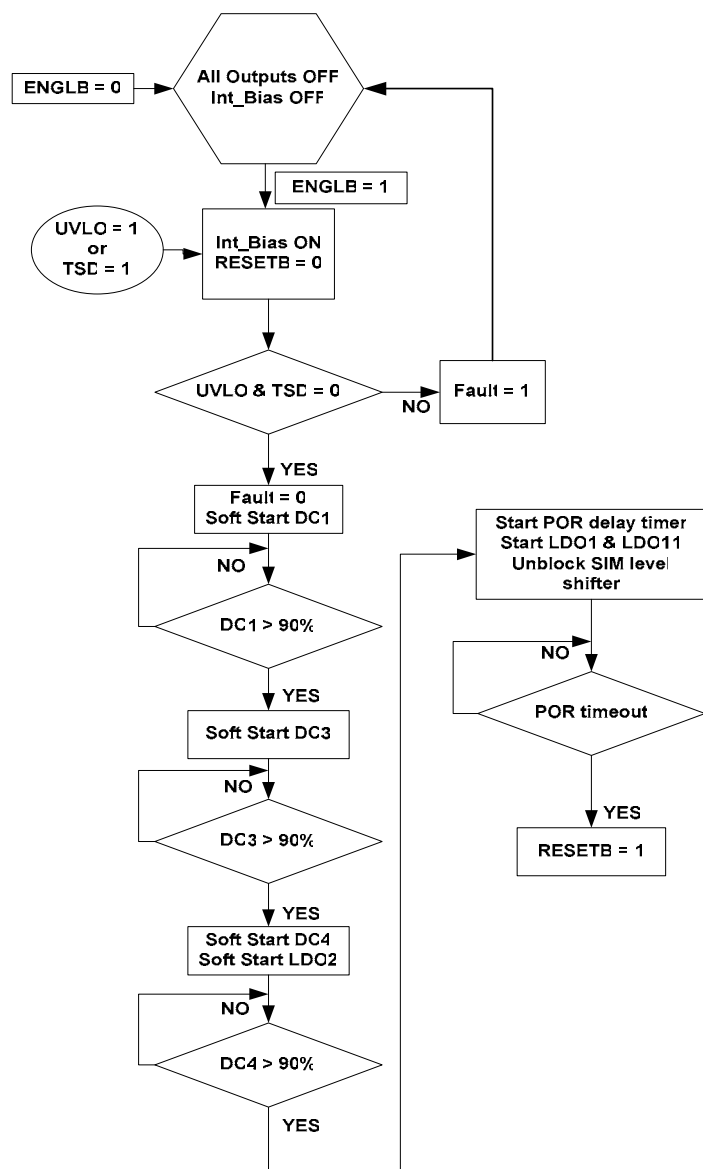 All Outputs OFF
Int_Bias OFF
ENGLB = 0
ENGLB = 1
UVLO = 1
or
TSD = 1
Int_Bias ON
RESETB = 0
UVLO & TSD = 0
NO
Fault = 1
YES
Fault = 0
Soft Start DC1
NO
DC1 > 90%
YES
Soft Start DC3
NO
DC3 > 90%
YES
Soft Start DC4
Soft Start LDO2
NO
DC4 > 90%
YES
Start POR delay timer
Start LDO1 & LDO11
Unblock SIM level
shifter
NO
POR timeout
YES
RESETB = 1